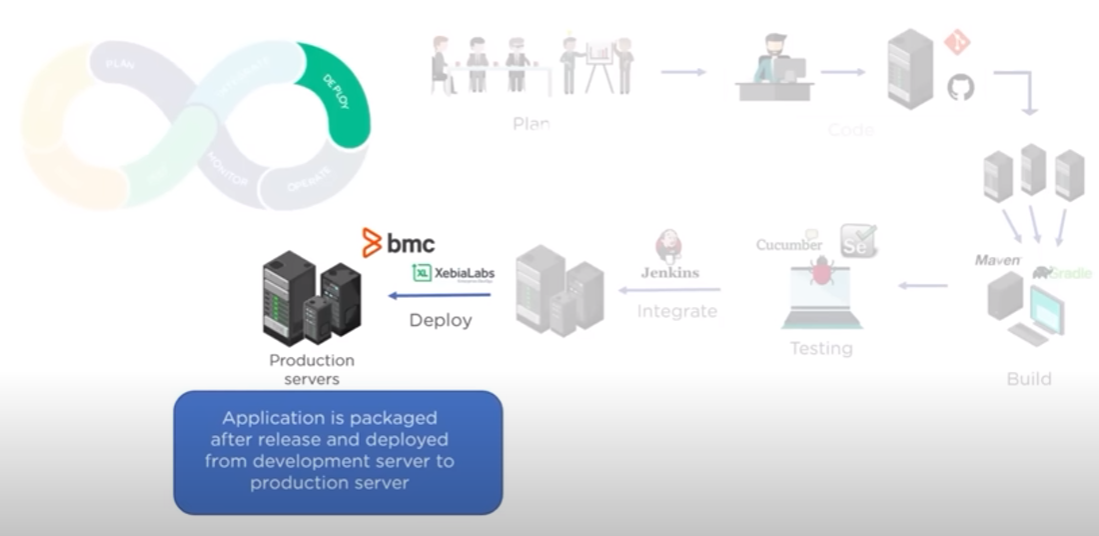 PLAN
DEPLOY
OPERATE
MONITOR
Plan
Code
Maven
Gradle
Build
Cucumber
Se
Testing
Jenkins
Integrate
bmc
XL XebiaLabs
Deploy
Production
servers
Application is packaged
after release and deployed
from development server to
production server